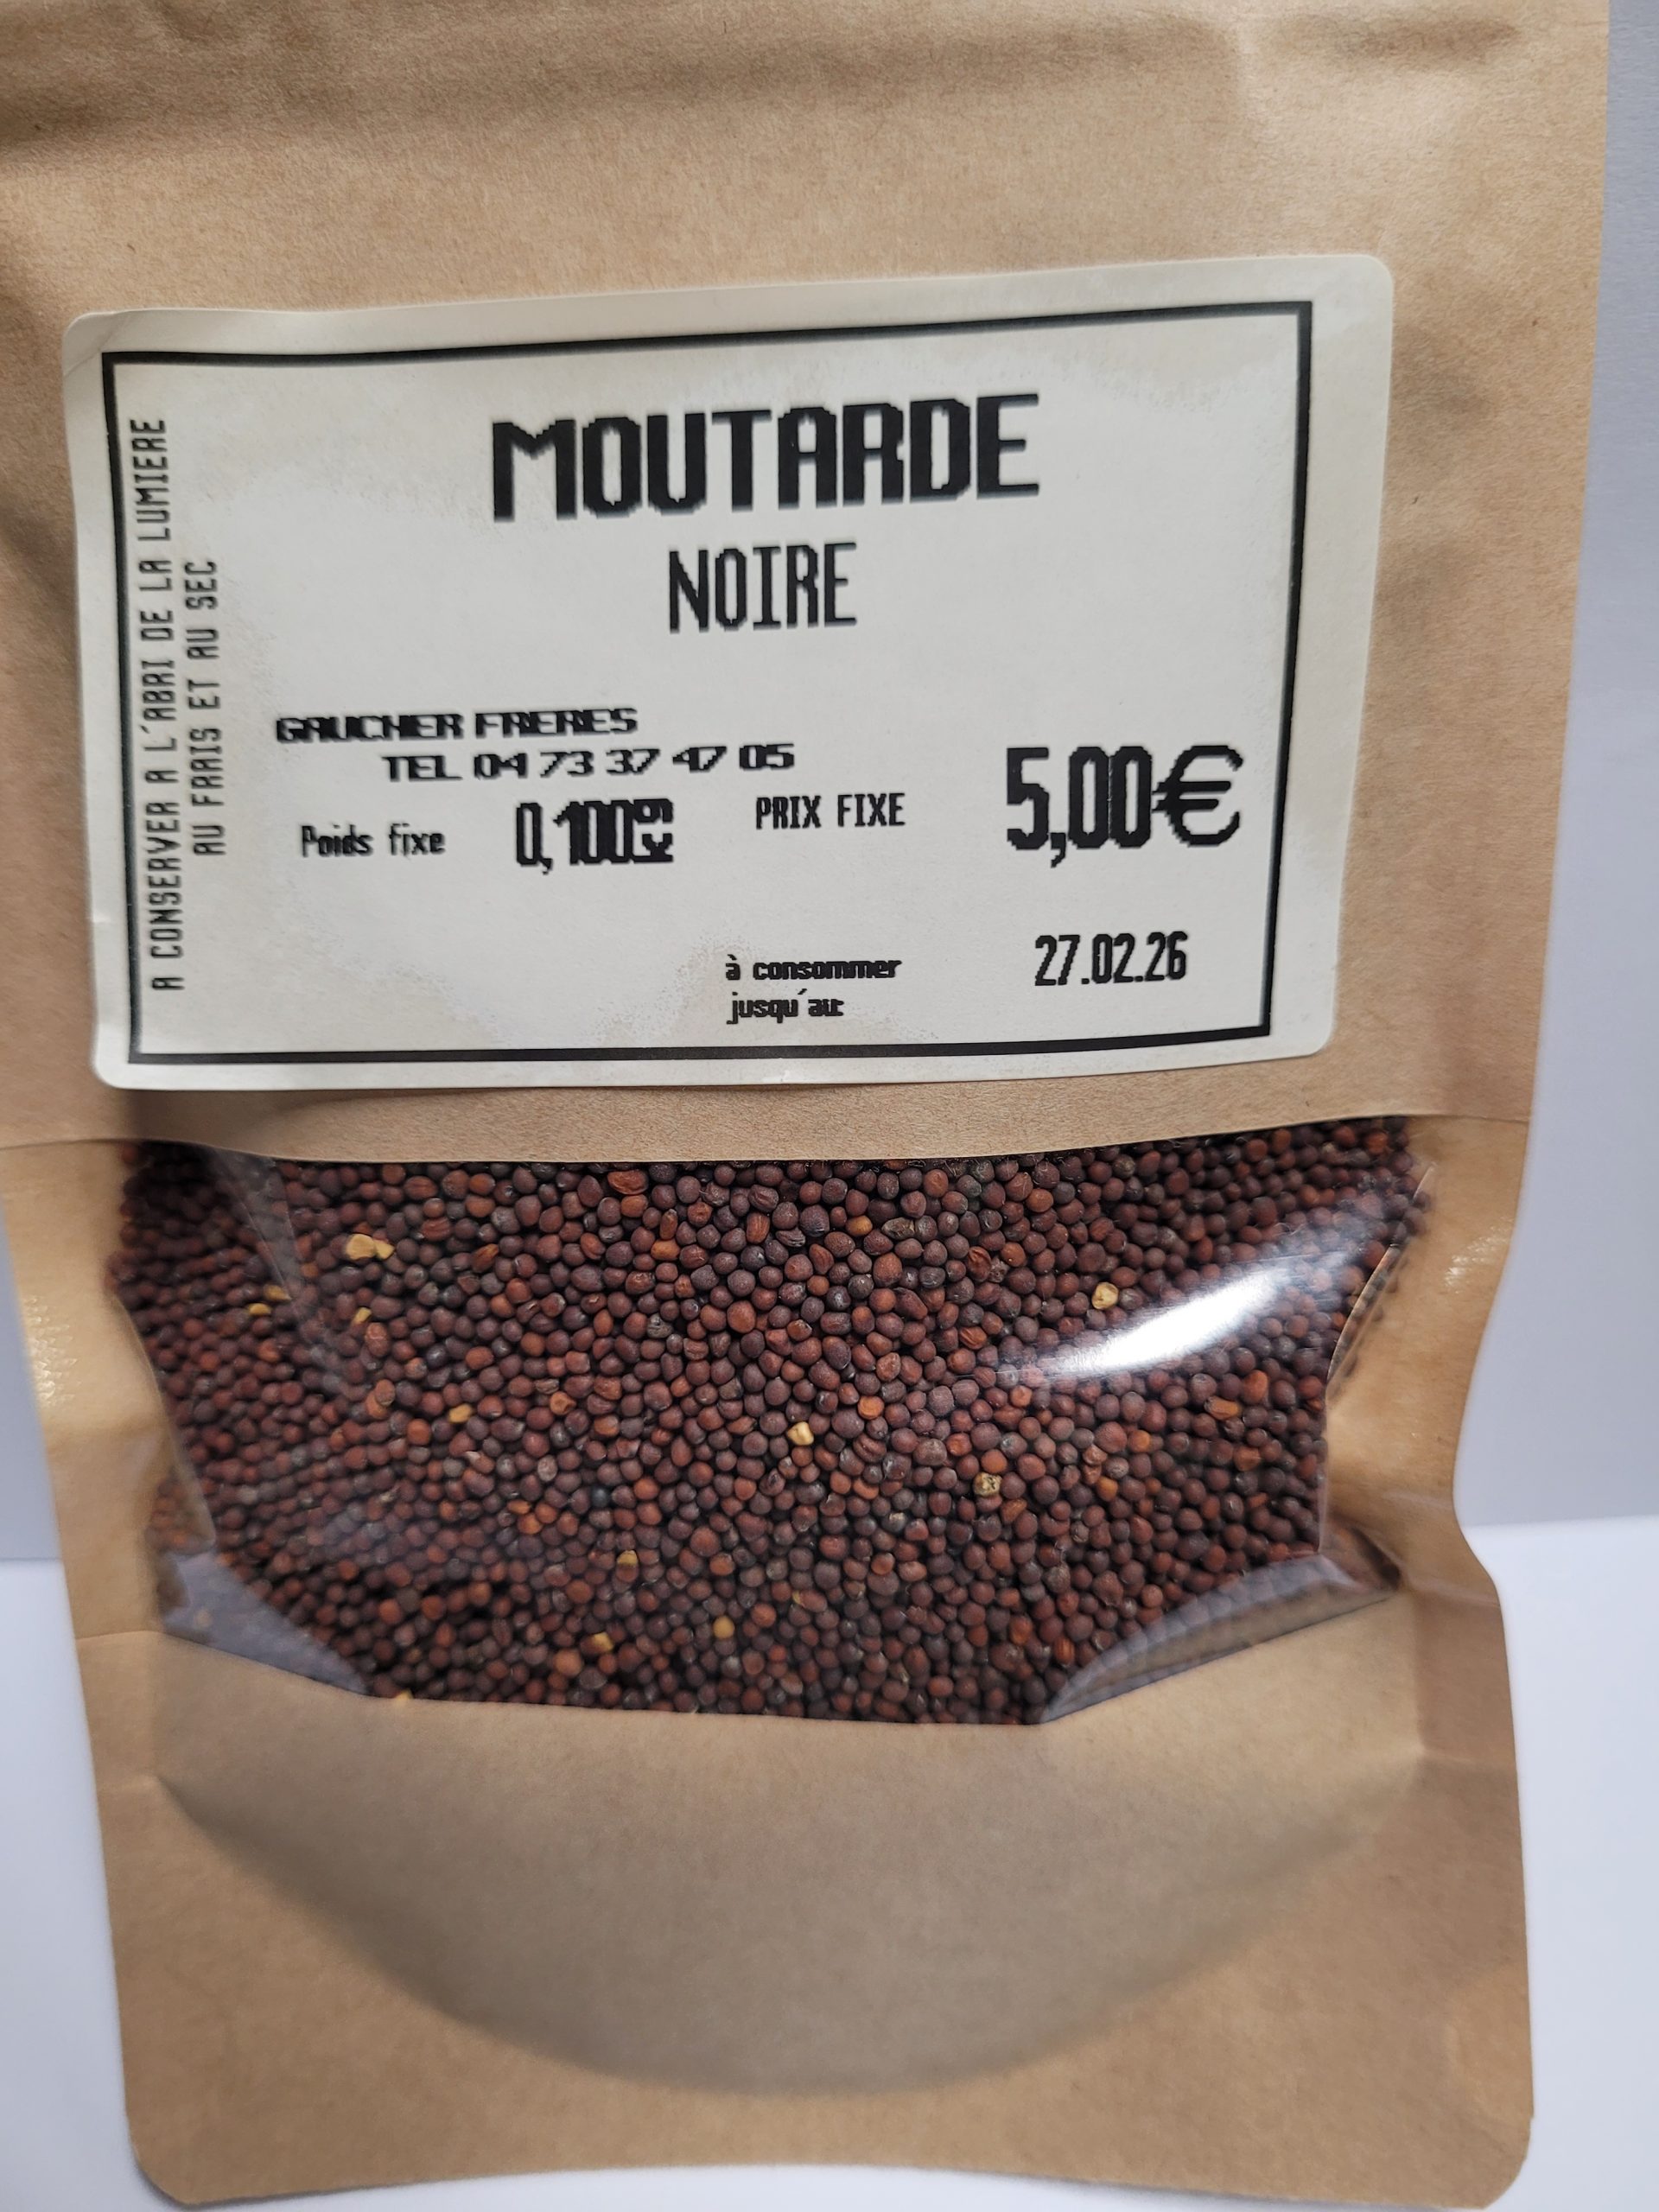 MOUTARDE
NOIRE
A CONSERVER A L'ABRI DE LA LUMIERE
AU FRAIS ET AU SEC
GAUCHER FRERES
TEL 04 73 37 47 05
Poids fixe 0,100kg PRIX FIXE 5,00€
à consommer 27.02.26
jusqu'au: